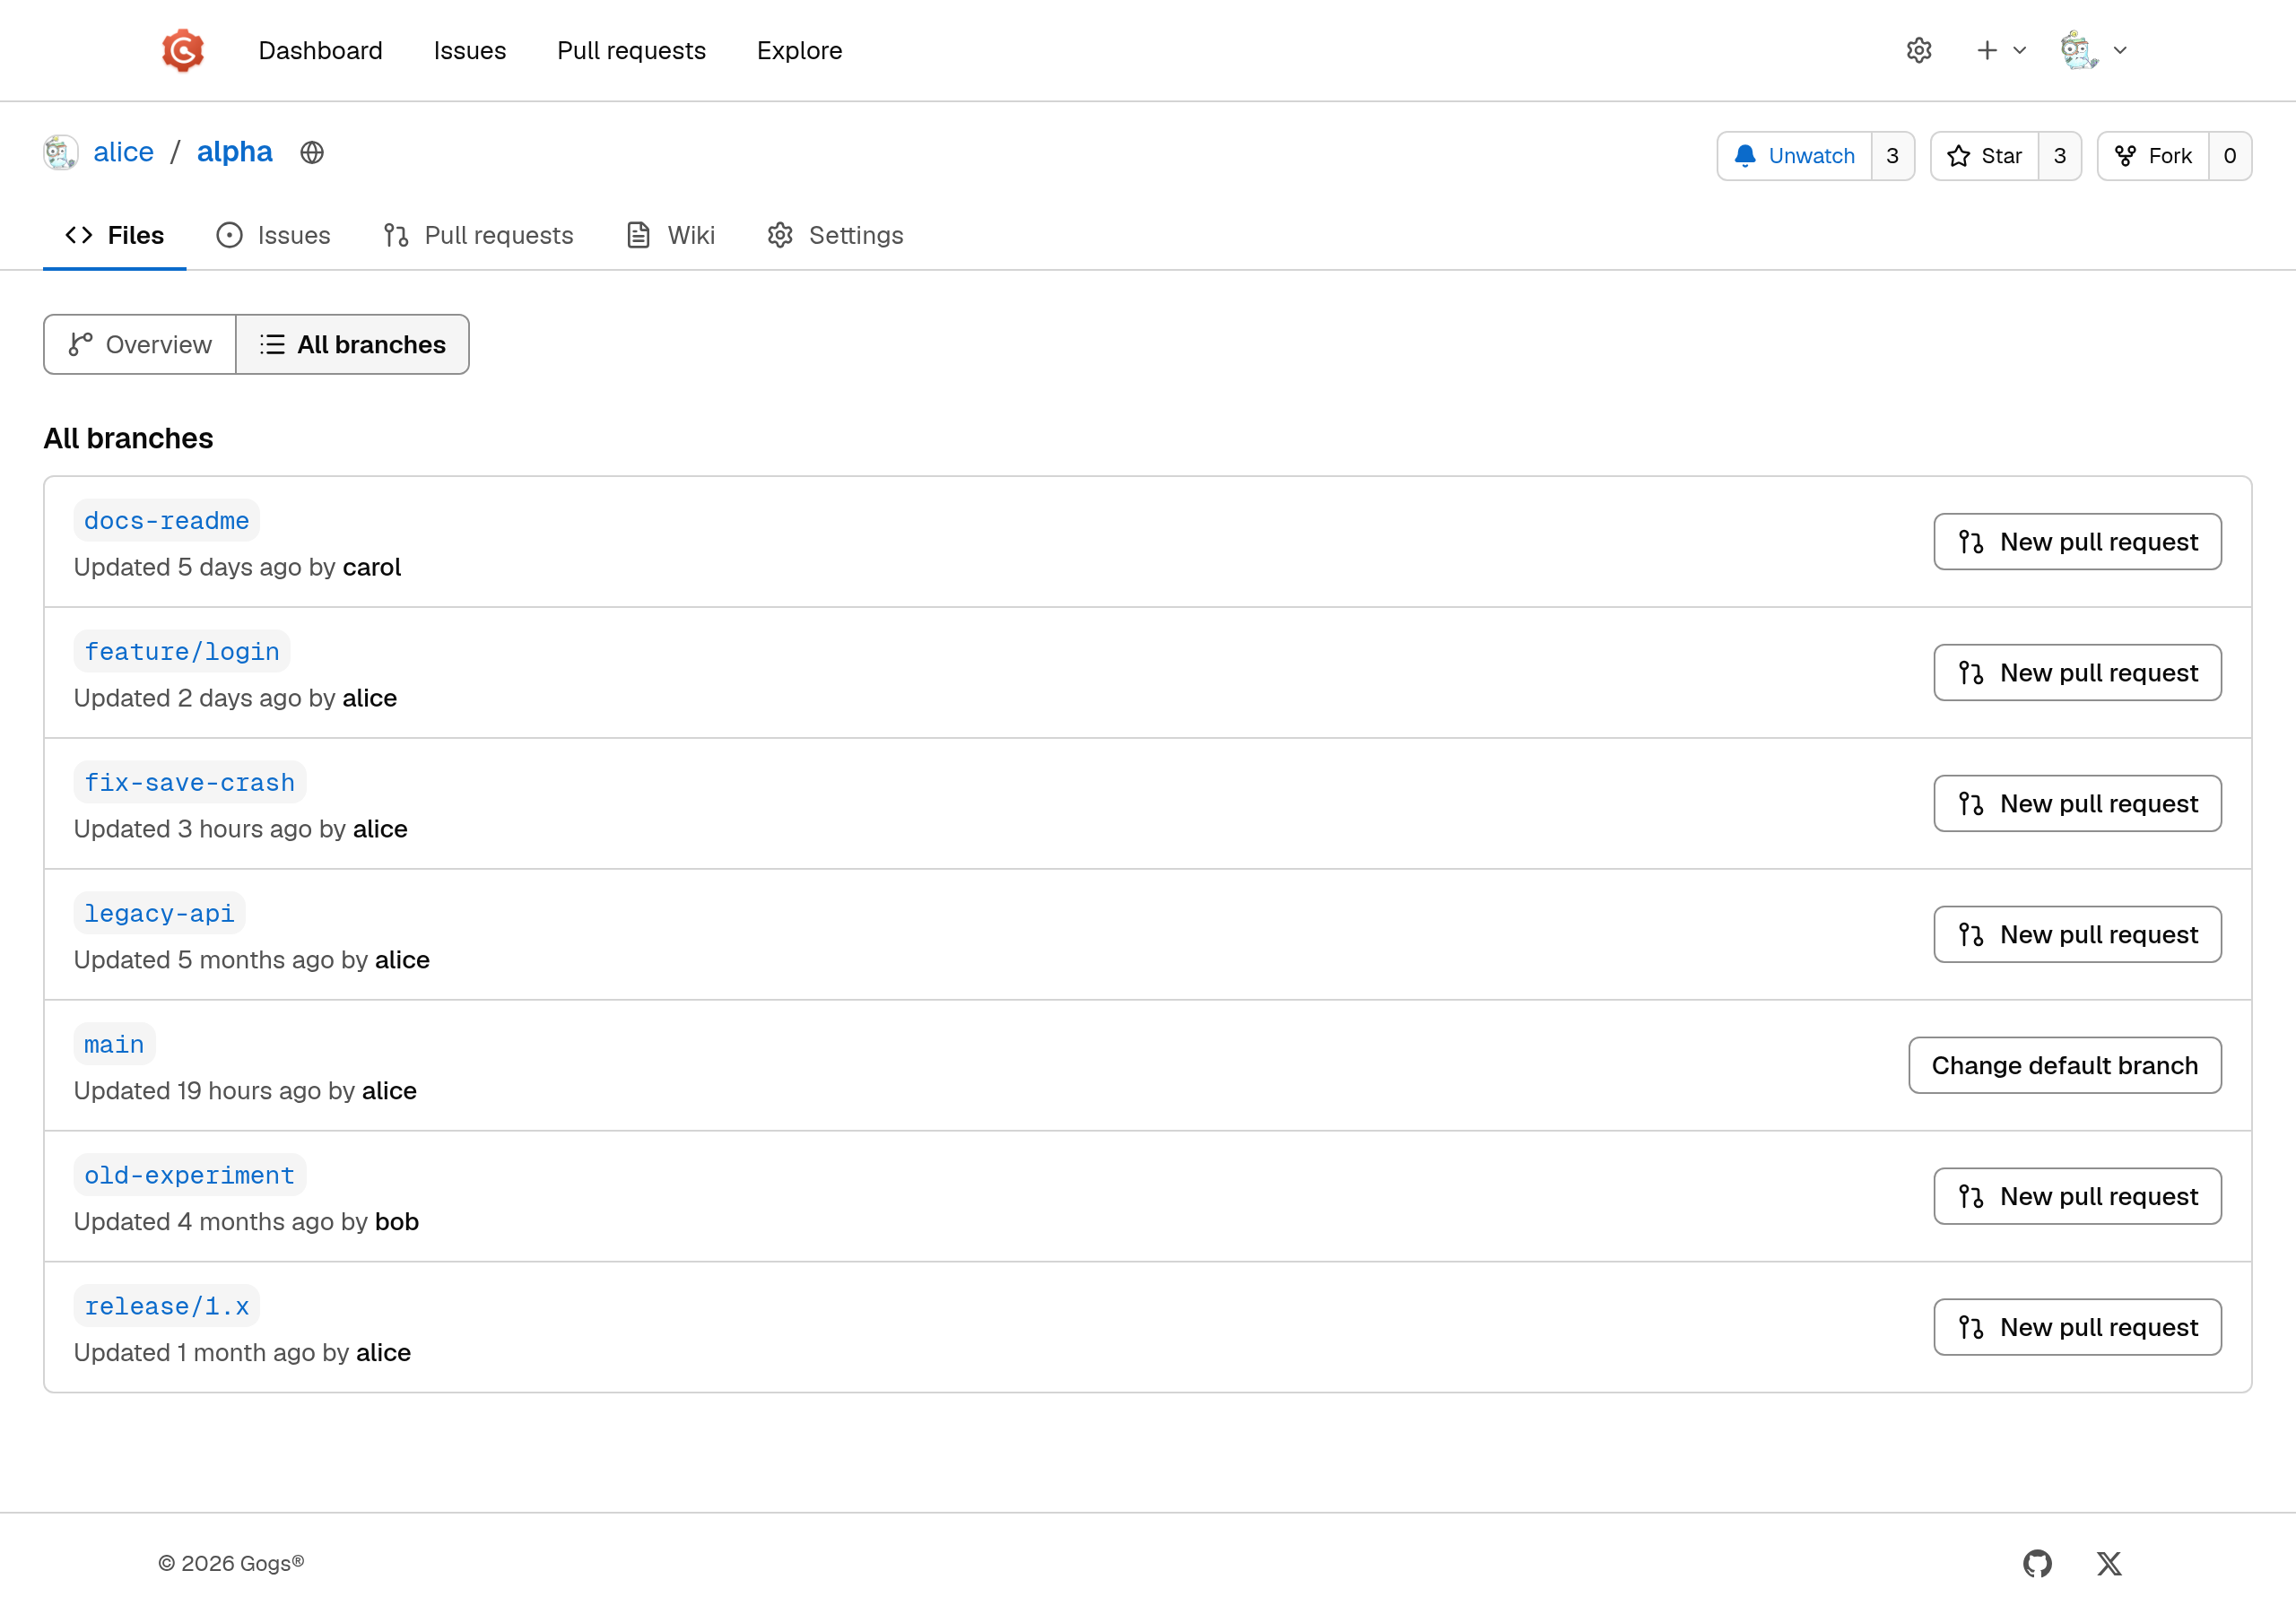 Dashboard Issues Pull requests Explore
alice / alpha
Unwatch 3 Star 3 Fork 0
Files Issues Pull requests Wiki Settings
Overview All branches
All branches
docs-readme
New pull request
Updated 5 days ago by carol
feature/login
New pull request
Updated 2 days ago by alice
fix-save-crash
New pull request
Updated 3 hours ago by alice
legacy-api
New pull request
Updated 5 months ago by alice
main
Change default branch
Updated 19 hours ago by alice
old-experiment
New pull request
Updated 4 months ago by bob
release/1.x
New pull request
Updated 1 month ago by alice
© 2026 Gogs®